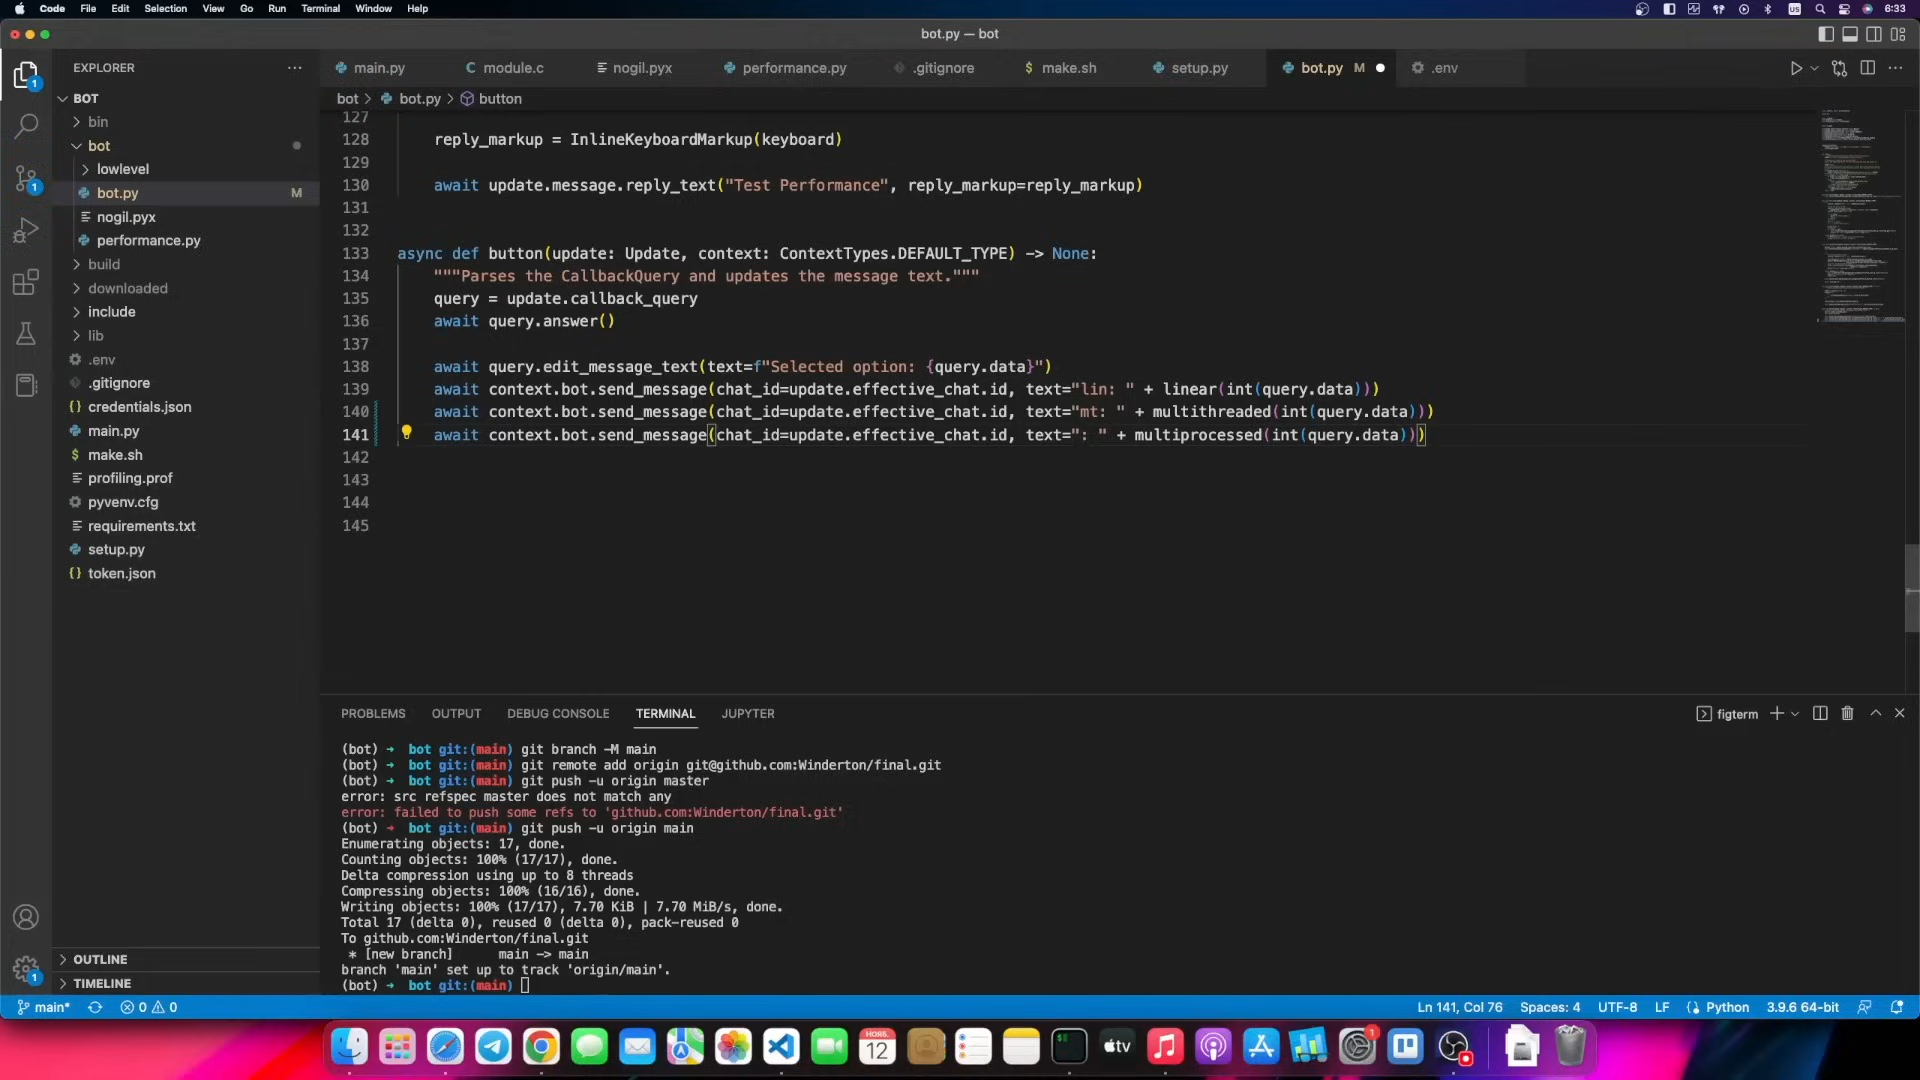 Code File Edit Selection View Go Run Terminal Window Help
US
6:33
bot.py — bot
EXPLORER
main.py
module.c
nogil.pyx
performance.py
.gitignore
make.sh
setup.py
bot.py M
.env
bot > bot.py > button
BOT
bin
bot
lowlevel
bot.py M
nogil.pyx
performance.py
build
downloaded
include
lib
.env
.gitignore
credentials.json
main.py
make.sh
profiling.prof
pyvenv.cfg
requirements.txt
setup.py
token.json
OUTLINE
TIMELINE
127
128 reply_markup = InlineKeyboardMarkup(keyboard)
129
130 await update.message.reply_text("Test Performance", reply_markup=reply_markup)
131
132
133 async def button(update: Update, context: ContextTypes.DEFAULT_TYPE) -> None:
134 """Parses the CallbackQuery and updates the message text."""
135 query = update.callback_query
136 await query.answer()
137
138 await query.edit_message_text(text=f"Selected option: {query.data}")
139 await context.bot.send_message(chat_id=update.effective_chat.id, text="lin: " + linear(int(query.data)))
140 await context.bot.send_message(chat_id=update.effective_chat.id, text="mt: " + multithreaded(int(query.data)))
141 await context.bot.send_message(chat_id=update.effective_chat.id, text=": " + multiprocessed(int(query.data)))
142
143
144
145
PROBLEMS OUTPUT DEBUG CONSOLE TERMINAL JUPYTER
figterm
(bot) → bot git:(main) git branch -M main
(bot) → bot git:(main) git remote add origin git@github.com:Winderton/final.git
(bot) → bot git:(main) git push -u origin master
error: src refspec master does not match any
error: failed to push some refs to 'github.com:Winderton/final.git'
(bot) → bot git:(main) git push -u origin main
Enumerating objects: 17, done.
Counting objects: 100% (17/17), done.
Delta compression using up to 8 threads
Compressing objects: 100% (16/16), done.
Writing objects: 100% (17/17), 7.70 KiB | 7.70 MiB/s, done.
Total 17 (delta 0), reused 0 (delta 0), pack-reused 0
To github.com:Winderton/final.git
* [new branch] main -> main
branch 'main' set up to track 'origin/main'.
(bot) → bot git:(main)
main* 0 0
Ln 141, Col 76 Spaces: 4 UTF-8 LF Python 3.9.6 64-bit
НОЯБ.
12
tv
1